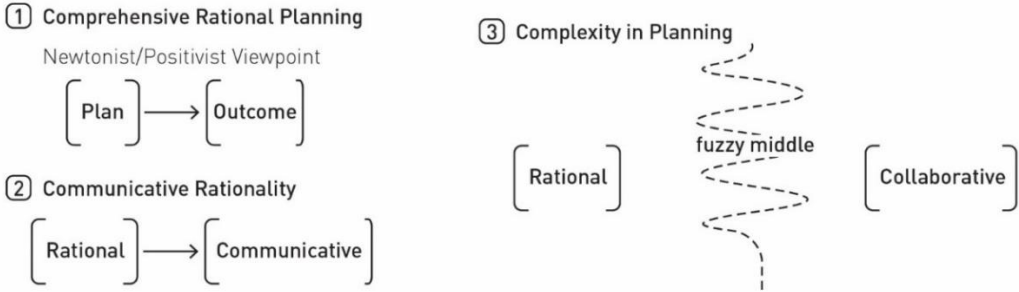 1 Comprehensive Rational Planning
Newtonist/Positivist Viewpoint
Plan
Outcome
2 Communicative Rationality
Rational
Communicative
3 Complexity in Planning
fuzzy middle
Rational
Collaborative